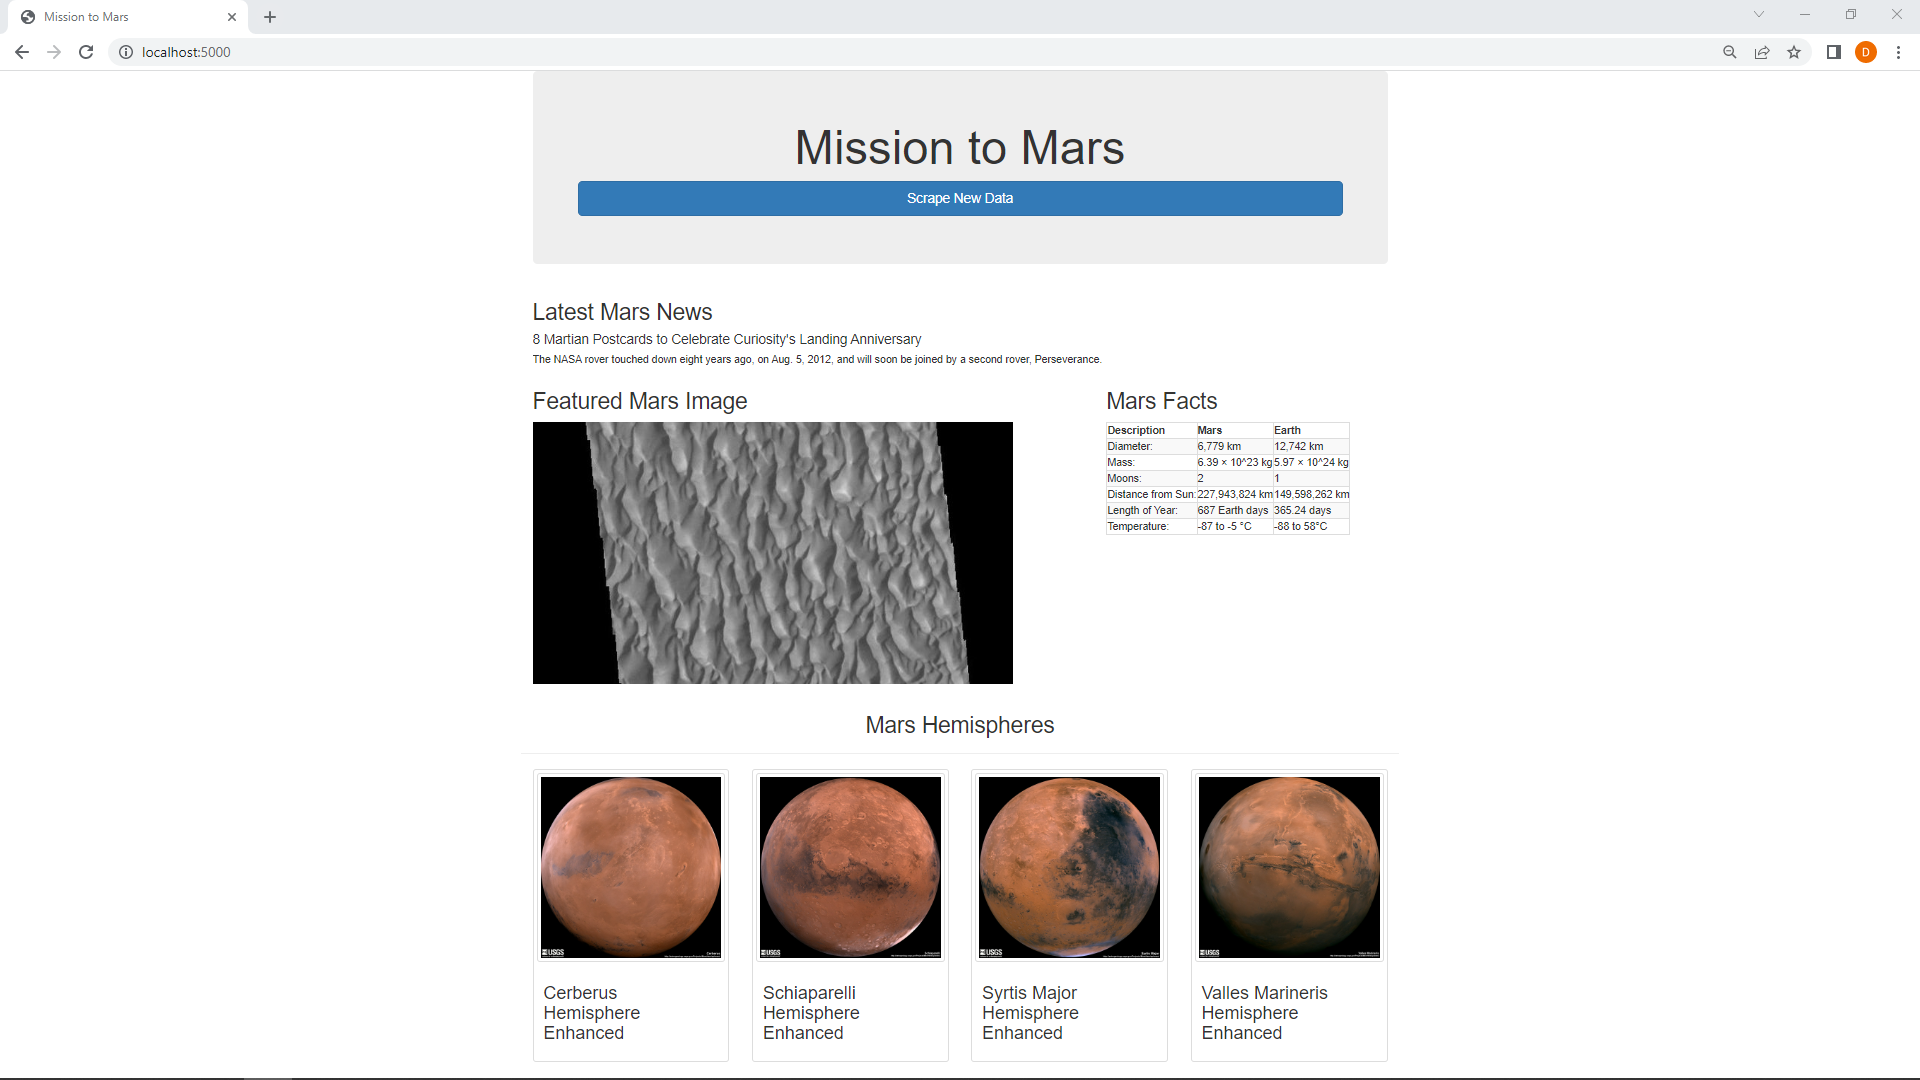 Mission to Mars
localhost:5000
D
Mission to Mars
Scrape New Data
Latest Mars News
8 Martian Postcards to Celebrate Curiosity's Landing Anniversary
The NASA rover touched down eight years ago, on Aug. 5, 2012, and will soon be joined by a second rover, Perseverance.
Featured Mars Image
Mars Facts
Description Mars Earth
Diameter: 6,779 km 12,742 km
Mass: 6.39 × 10^23 kg 5.97 × 10^24 kg
Moons: 2 1
Distance from Sun: 227,943,824 km 149,598,262 km
Length of Year: 687 Earth days 365.24 days
Temperature: -87 to -5 °C -88 to 58°C
Mars Hemispheres
USGS
USGS
USGS
USGS
Cerberus
Hemisphere
Enhanced
Schiaparelli
Hemisphere
Enhanced
Syrtis Major
Hemisphere
Enhanced
Valles Marineris
Hemisphere
Enhanced